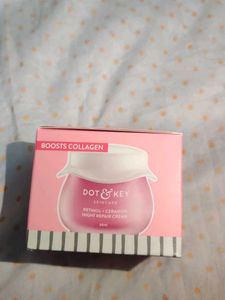 BOOSTS COLLAGEN
DOT & KEY
SKINCARE
RETINOL + CERAMIDE
NIGHT REPAIR CREAM